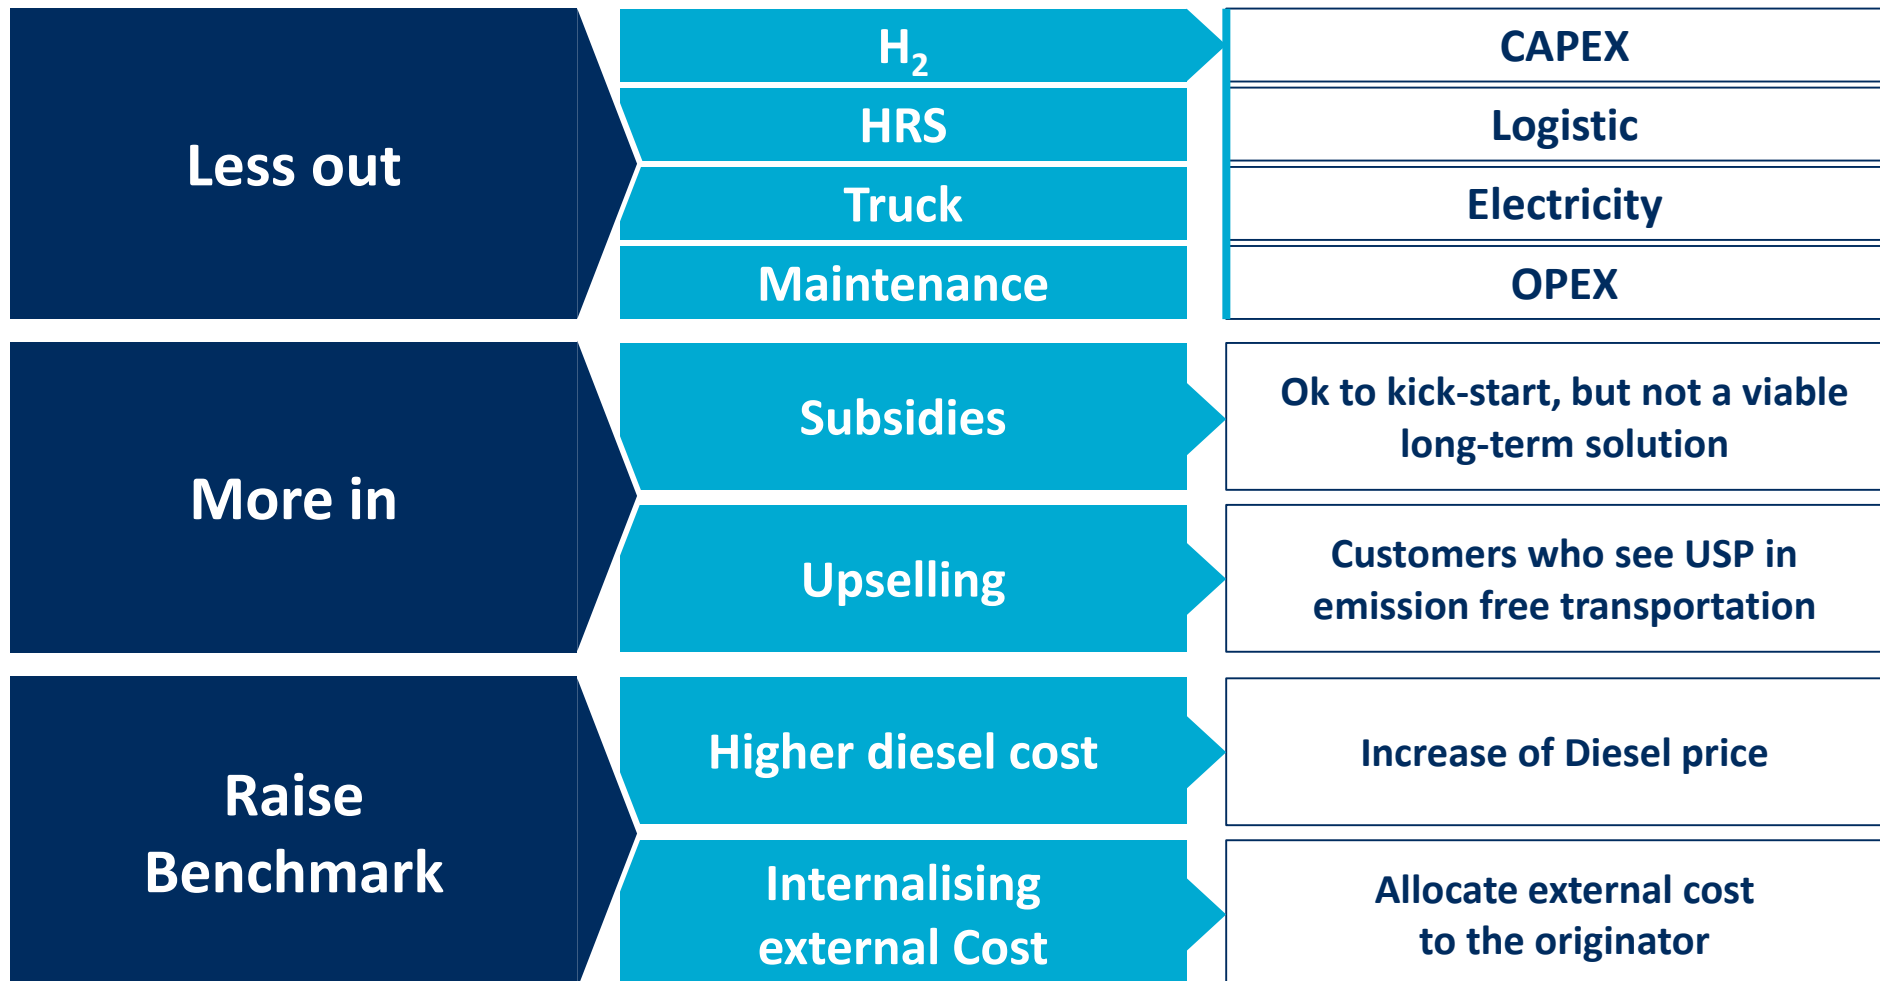 Less out
H₂
HRS
Truck
Maintenance
CAPEX
Logistic
Electricity
OPEX
More in
Subsidies
Ok to kick-start, but not a viable
long-term solution
Upselling
Customers who see USP in
emission free transportation
Raise
Benchmark
Higher diesel cost
Increase of Diesel price
Internalising
external Cost
Allocate external cost
to the originator